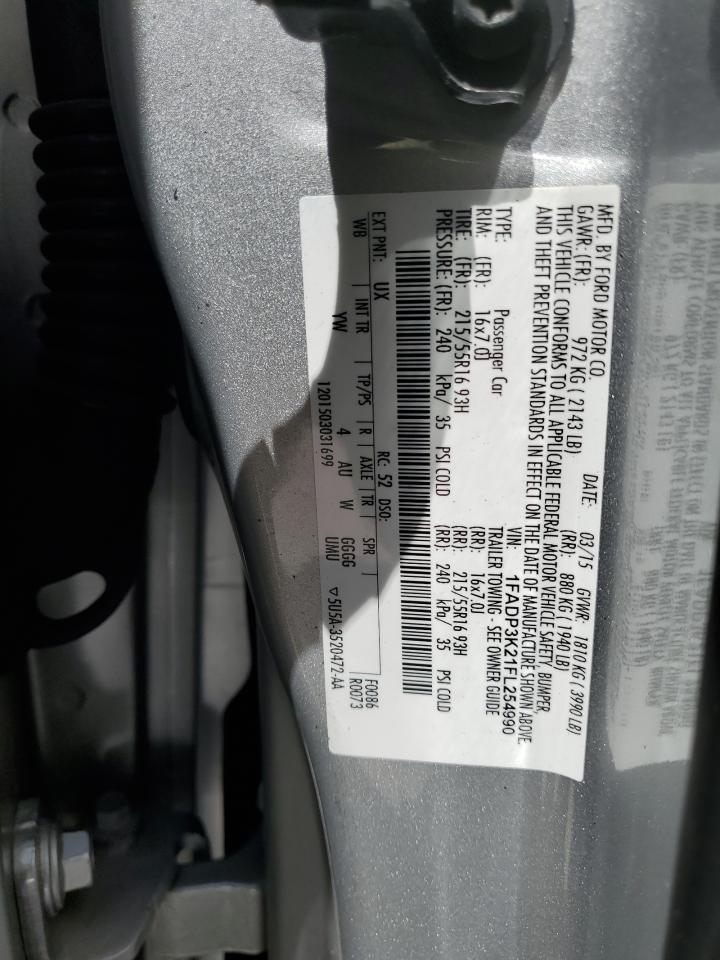 MFD. BY FORD MOTOR CO.
DATE: 03/15 GVWR: 1810 KG ( 3990 LB)
GAWR: (FR): 972 KG ( 2143 LB) (RR): 880 KG ( 1940 LB)
THIS VEHICLE CONFORMS TO ALL APPLICABLE FEDERAL MOTOR VEHICLE SAFETY, BUMPER,
AND THEFT PREVENTION STANDARDS IN EFFECT ON THE DATE OF MANUFACTURE SHOWN ABOVE.
VIN: 1FADP3K21FL254990
TYPE: Passenger Car TRAILER TOWING - SEE OWNER GUIDE
RIM: (FR): 16x7.0J (RR): 16x7.0J
TIRE: (FR): 215/55R16 93H (RR): 215/55R16 93H
PRESSURE: (FR): 240 kPa/ 35 PSI COLD (RR): 240 kPa/ 35 PSI COLD
EXT PNT: UX RC: 52 DSO: F0086
WB INT TR TP/PS R AXLE TR SPR R0073
YW 4 AU W GGGG
1201503031699 UMU ▽5U5A-3520472-AA